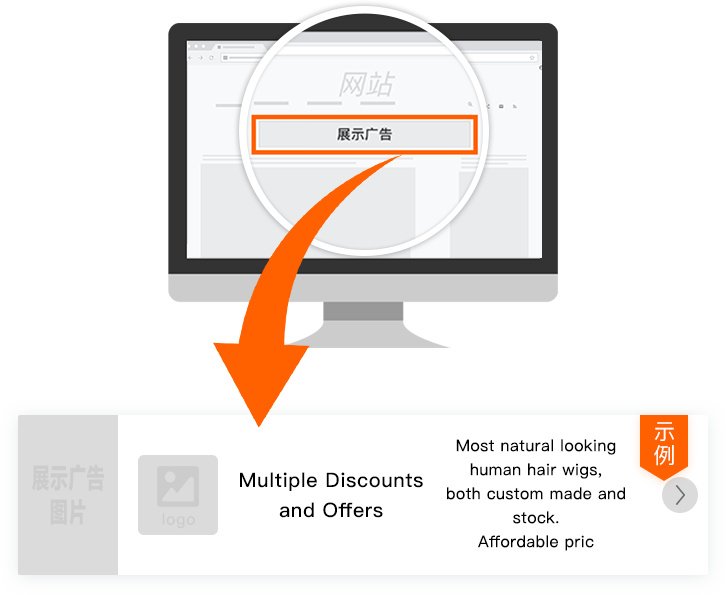 网站
展示广告
展示广告
图片
logo
Multiple Discounts
and Offers
Most natural looking
human hair wigs,
both custom made and
stock.
Affordable pric
示
例